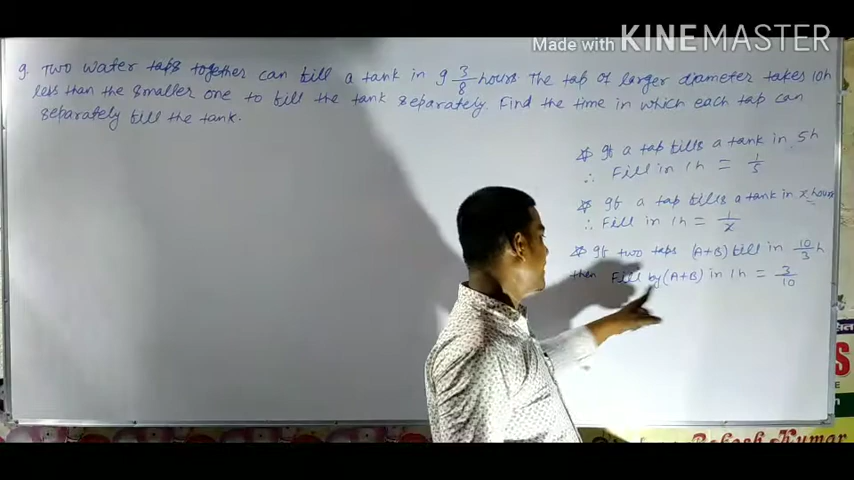 Made with KINEMASTER
9. Two water taps together can fill a tank in 9 3/8 hours The tap of larger diameter takes 10h
less than the smaller one to fill the tank separately. Find the time in which each tap can
separately fill the tank.
If a tap fills a tank in 5h
∴ Fill in 1h = 1/5
If a tap fills a tank in x hours
∴ Fill in 1h = 1/x
If two taps (A+B) fill in 10/3 h
then Fill by (A+B) in 1h = 3/10
Rakesh Kumar